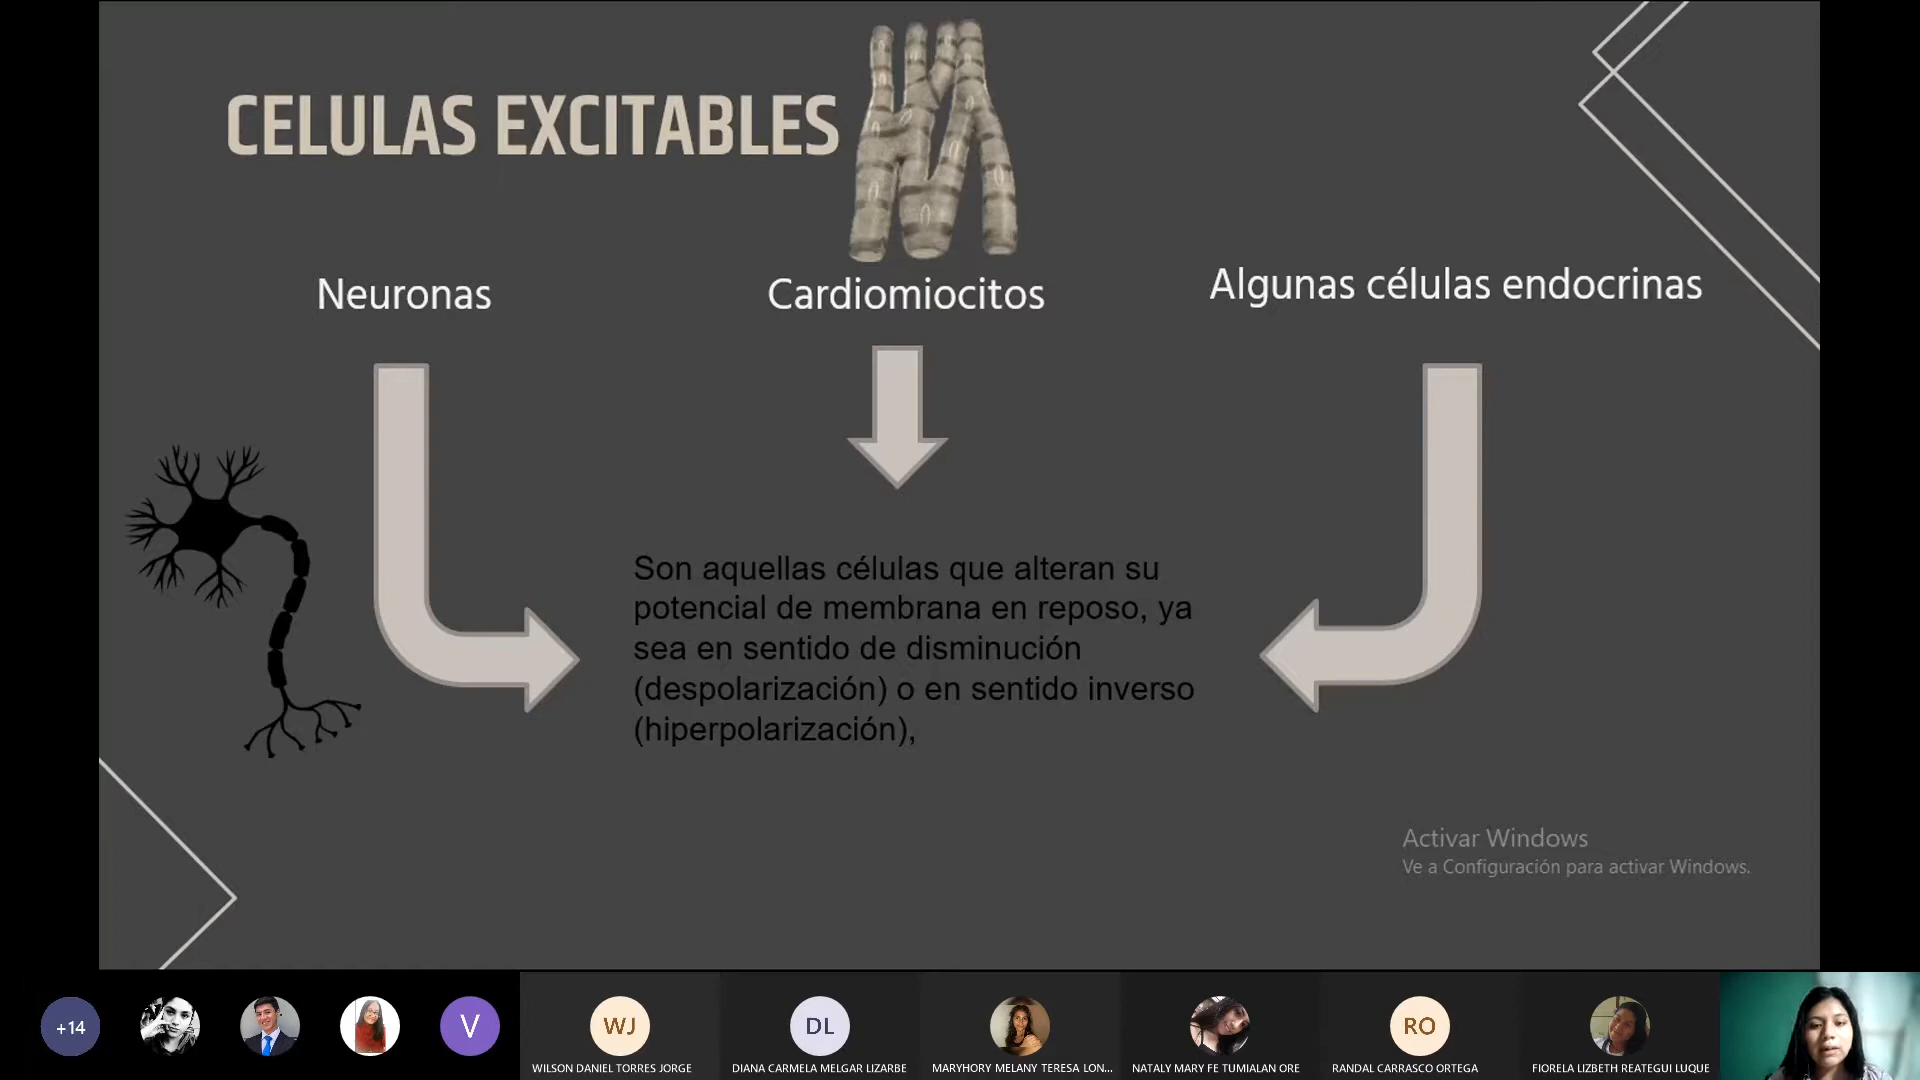 CELULAS EXCITABLES
Neuronas
Cardiomiocitos
Algunas células endocrinas
Son aquellas células que alteran su
potencial de membrana en reposo, ya
sea en sentido de disminución
(despolarización) o en sentido inverso
(hiperpolarización),
Activar Windows
Ve a Configuración para activar Windows.
+14
V
WJ
DL
RO
WILSON DANIEL TORRES JORGE
DIANA CARMELA MELGAR LIZARBE
MARYHORY MELANY TERESA LON...
NATALY MARY FE TUMIALAN ORE
RANDAL CARRASCO ORTEGA
FIORELA LIZBETH REATEGUI LUQUE